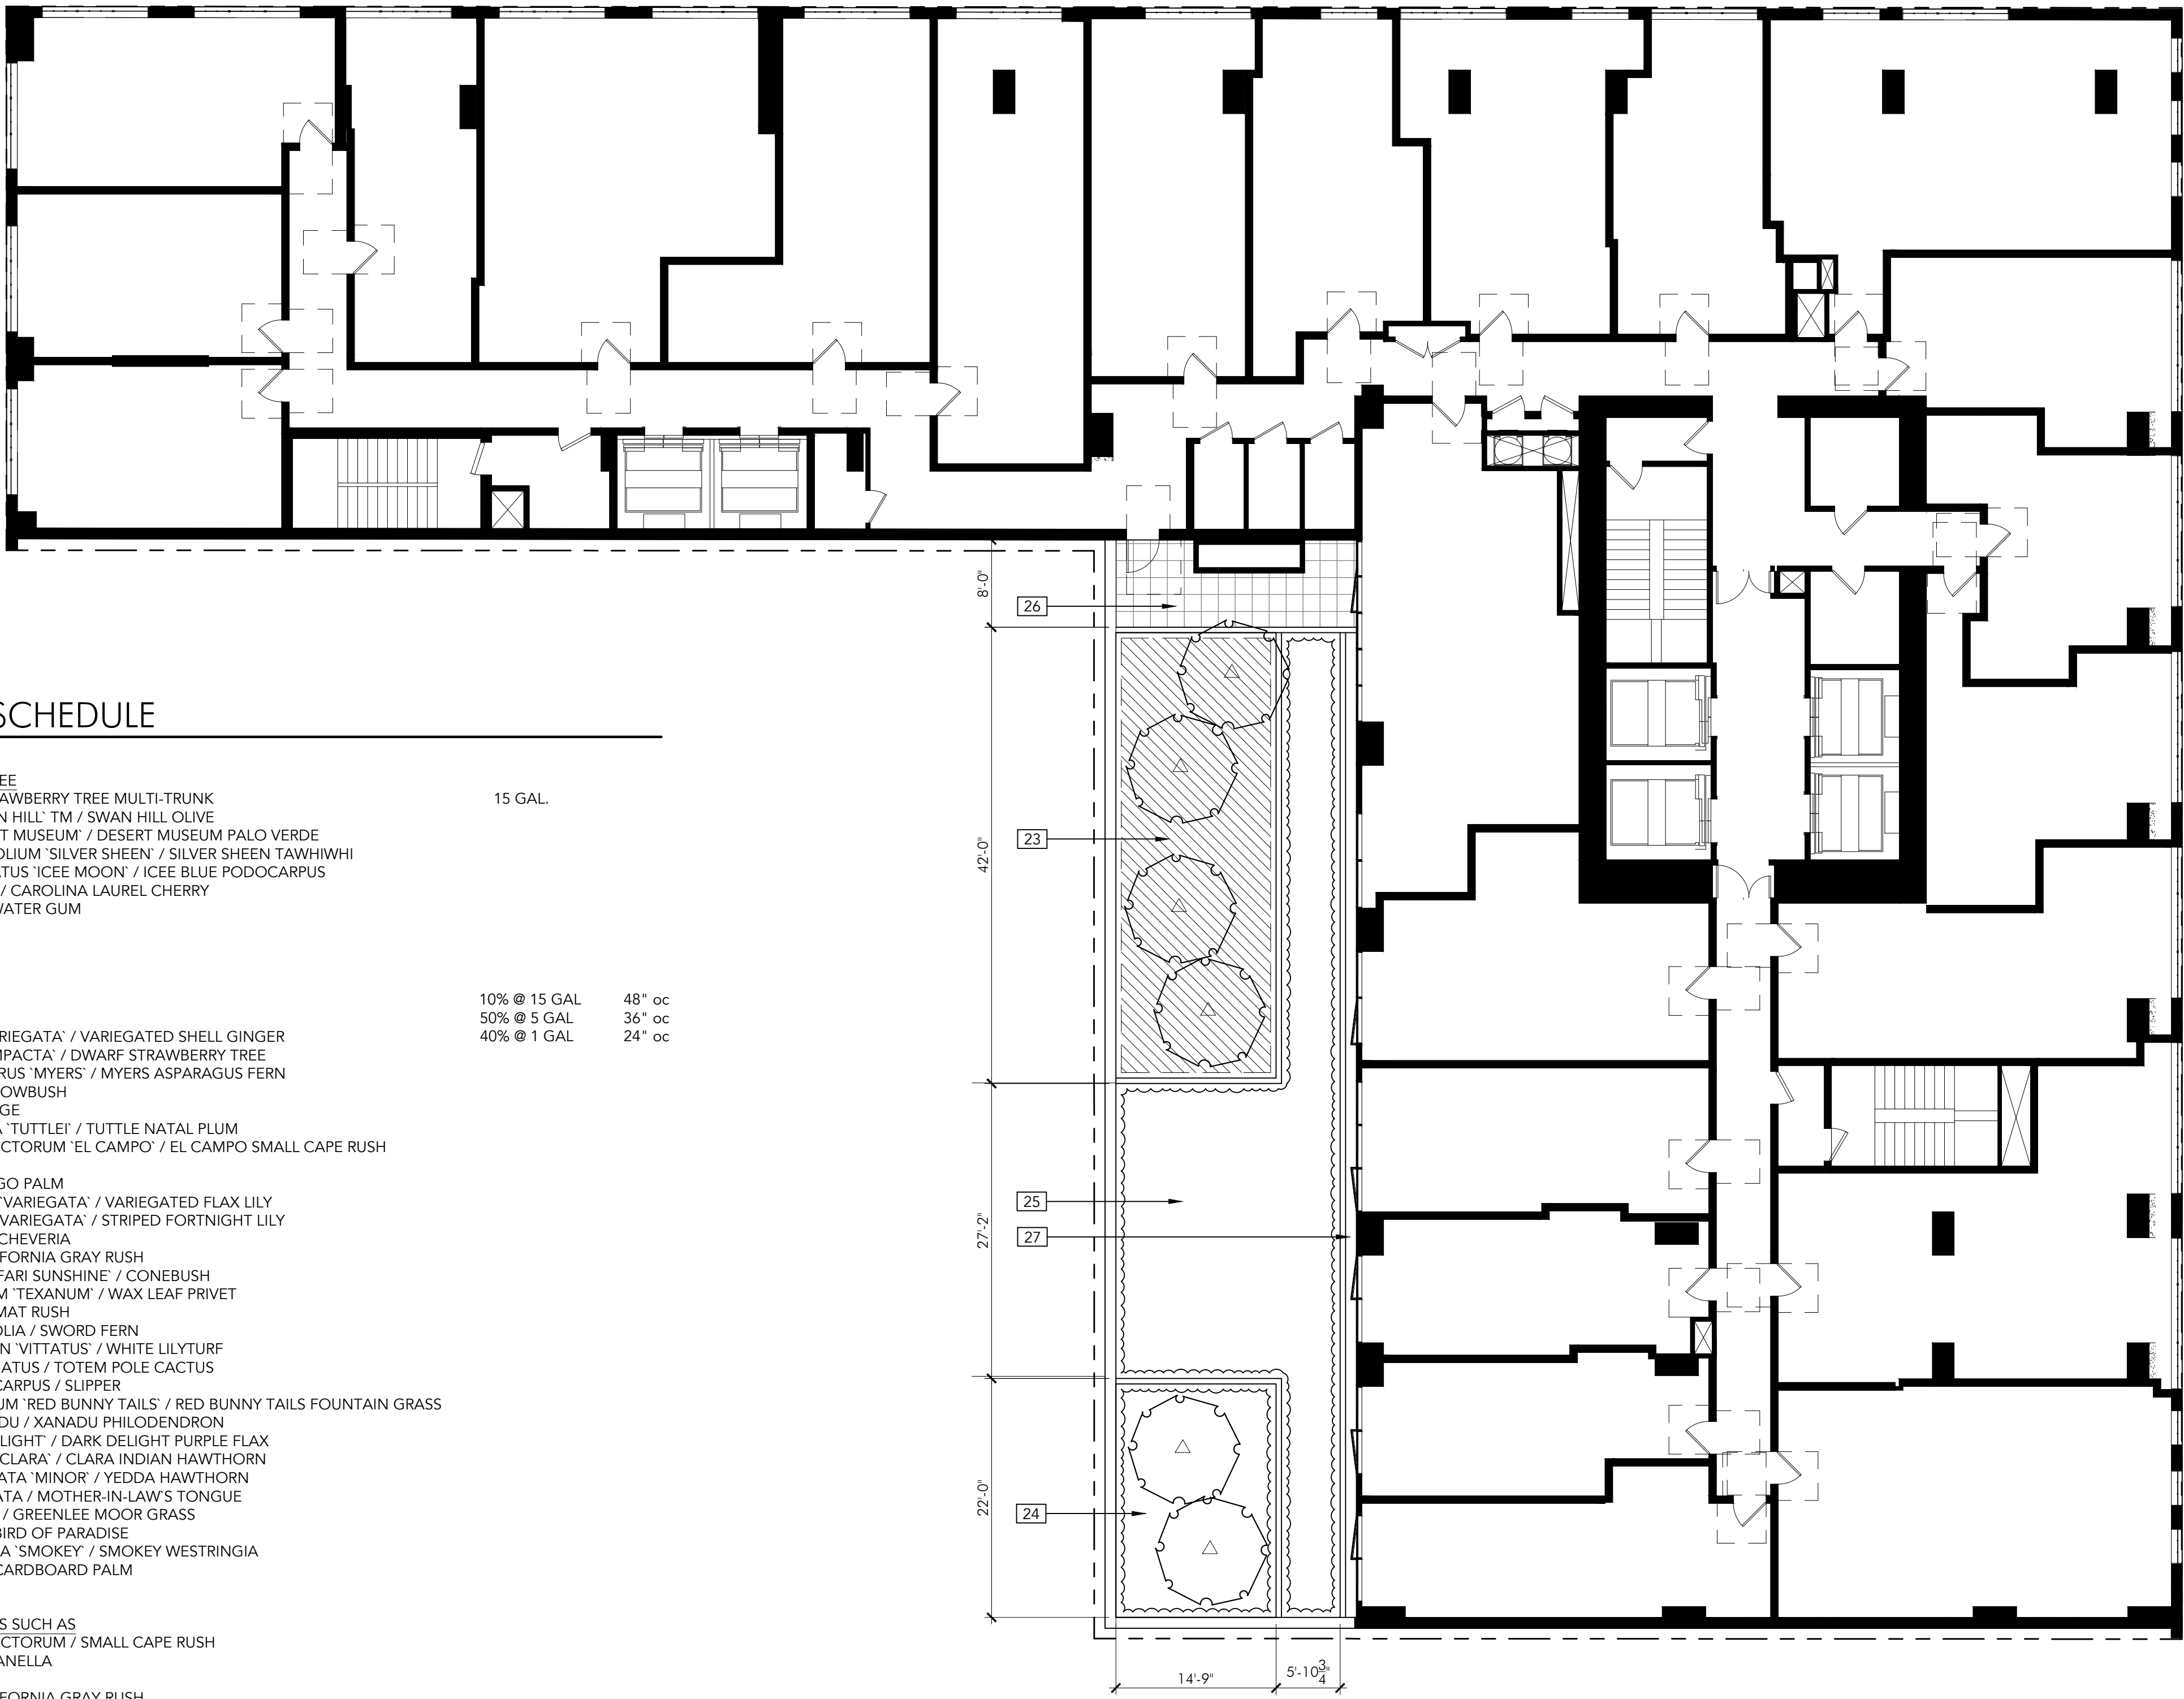 SCHEDULE
EE
AWBERRY TREE MULTI-TRUNK 15 GAL.
N HILL` TM / SWAN HILL OLIVE
T MUSEUM` / DESERT MUSEUM PALO VERDE
OLIUM `SILVER SHEEN` / SILVER SHEEN TAWHIWHI
ATUS `ICEE MOON` / ICEE BLUE PODOCARPUS
/ CAROLINA LAUREL CHERRY
WATER GUM
10% @ 15 GAL 48" oc
50% @ 5 GAL 36" oc
40% @ 1 GAL 24" oc
RIEGATA` / VARIEGATED SHELL GINGER
MPACTA` / DWARF STRAWBERRY TREE
RUS `MYERS` / MYERS ASPARAGUS FERN
OWBUSH
GE
A `TUTTLEI` / TUTTLE NATAL PLUM
CTORUM `EL CAMPO` / EL CAMPO SMALL CAPE RUSH
GO PALM
`VARIEGATA` / VARIEGATED FLAX LILY
VARIEGATA` / STRIPED FORTNIGHT LILY
CHEVERIA
FORNIA GRAY RUSH
FARI SUNSHINE` / CONEBUSH
M `TEXANUM` / WAX LEAF PRIVET
MAT RUSH
OLIA / SWORD FERN
N `VITTATUS` / WHITE LILYTURF
ATUS / TOTEM POLE CACTUS
CARPUS / SLIPPER
UM `RED BUNNY TAILS` / RED BUNNY TAILS FOUNTAIN GRASS
DU / XANADU PHILODENDRON
LIGHT` / DARK DELIGHT PURPLE FLAX
CLARA` / CLARA INDIAN HAWTHORN
ATA `MINOR` / YEDDA HAWTHORN
ATA / MOTHER-IN-LAW`S TONGUE
/ GREENLEE MOOR GRASS
BIRD OF PARADISE
A `SMOKEY` / SMOKEY WESTRINGIA
CARDBOARD PALM
S SUCH AS
CTORUM / SMALL CAPE RUSH
ANELLA
FORNIA GRAY RUSH
8'-0"
26
42'-0"
23
25
27'-2"
27
22'-0"
24
14'-9"
5'-10 3/4"